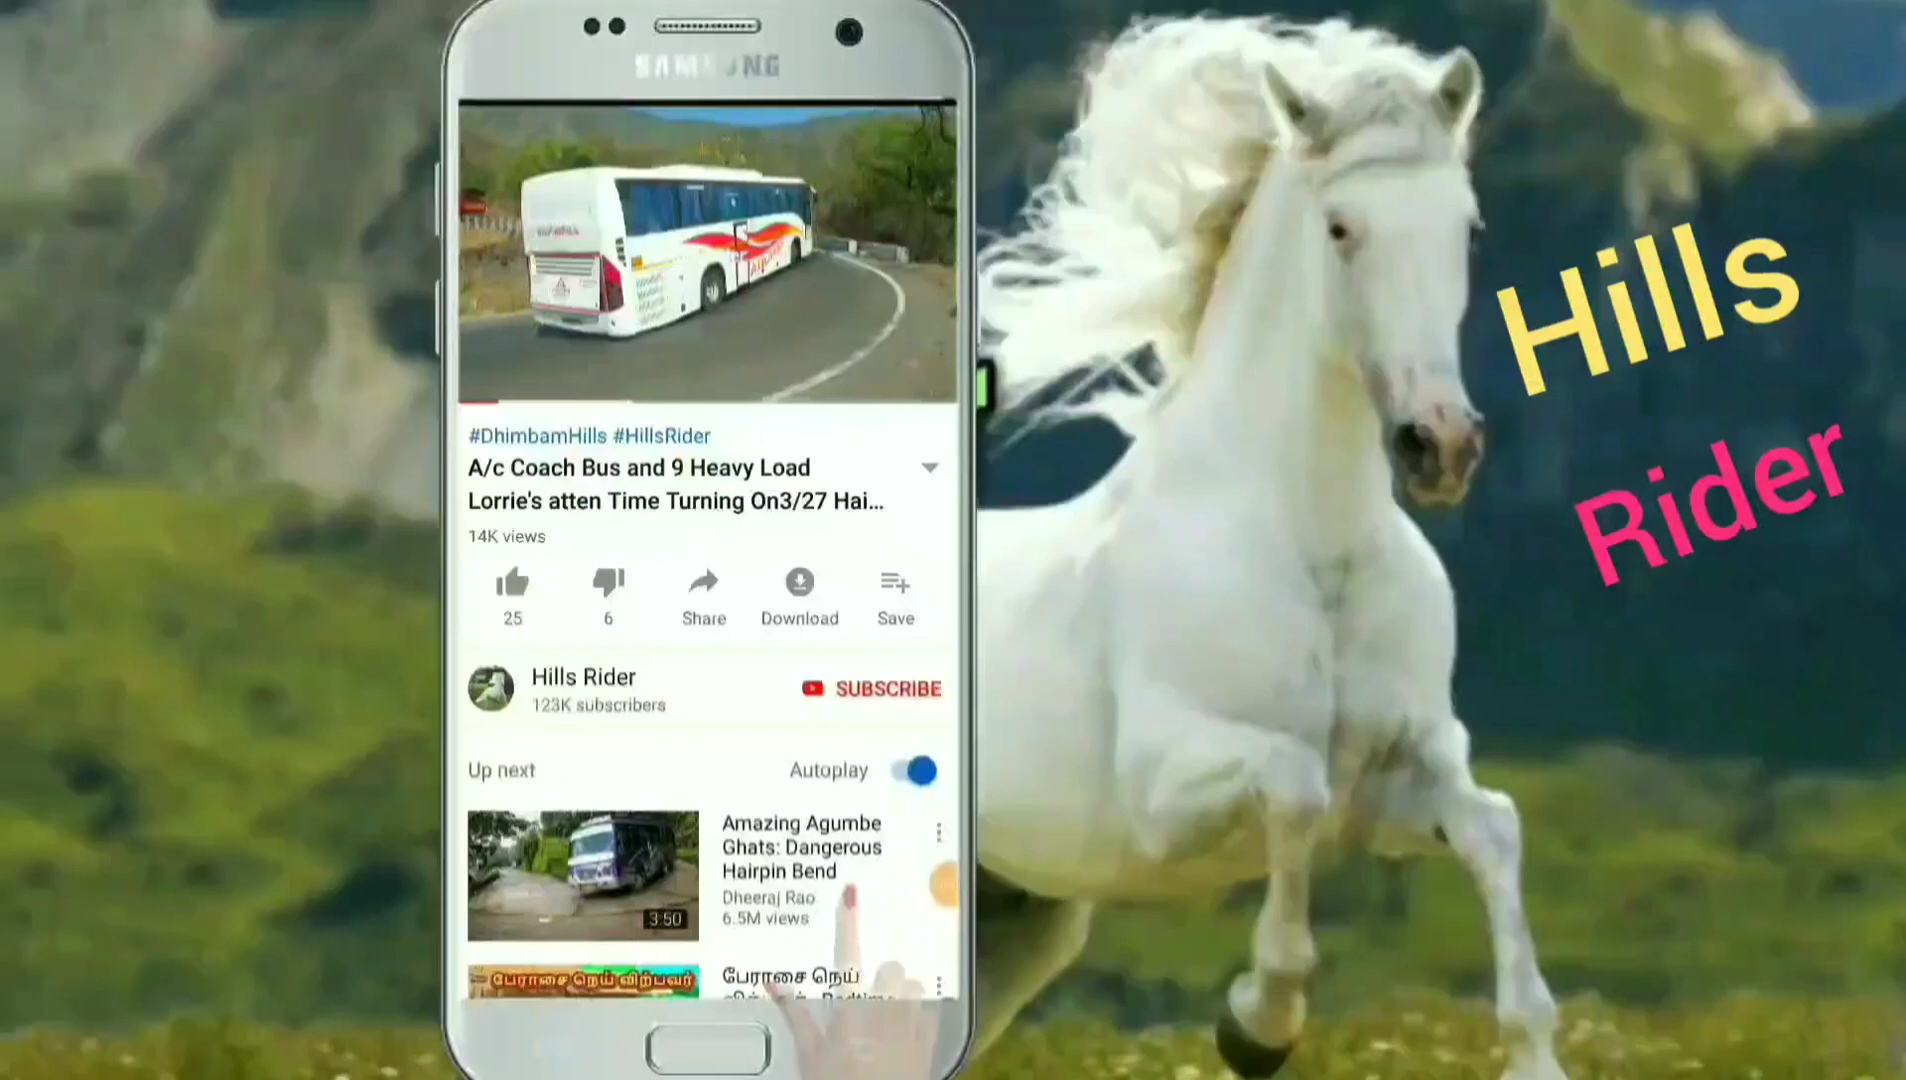 SAMSUNG
#DhimbamHills #HillsRider
A/c Coach Bus and 9 Heavy Load
Lorrie's atten Time Turning On3/27 Hai...
14K views
25
6
Share
Download
Save
Hills Rider
123K subscribers
SUBSCRIBE
Up next
Autoplay
Amazing Agumbe
Ghats: Dangerous
Hairpin Bend
Dheeraj Rao
6.5M views
3:50
பேராசை நெய் விற்பவர்
பேராசை நெய்
Hills
Rider